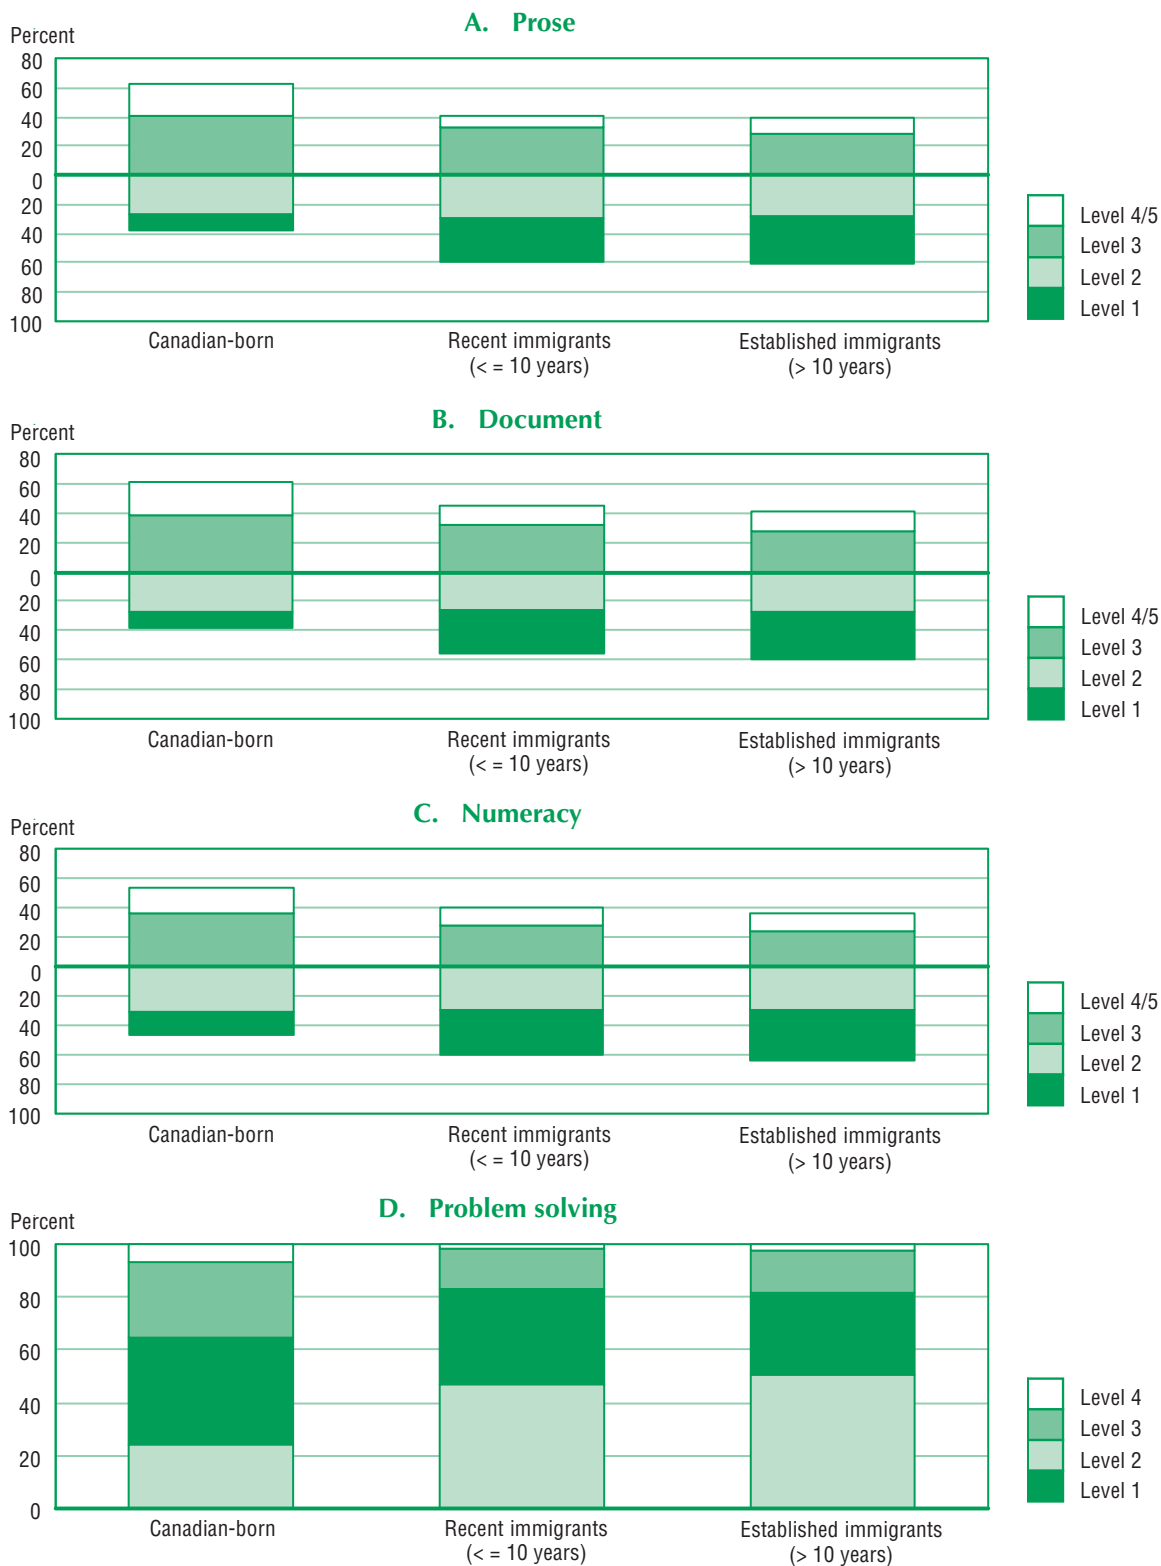 A. Prose
Percent
80
60
40
20
0
20
40
60
80
100
Canadian-born
Recent immigrants
(< = 10 years)
Established immigrants
(> 10 years)
Level 4/5
Level 3
Level 2
Level 1
B. Document
Percent
80
60
40
20
0
20
40
60
80
100
Canadian-born
Recent immigrants
(< = 10 years)
Established immigrants
(> 10 years)
Level 4/5
Level 3
Level 2
Level 1
C. Numeracy
Percent
80
60
40
20
0
20
40
60
80
100
Canadian-born
Recent immigrants
(< = 10 years)
Established immigrants
(> 10 years)
Level 4/5
Level 3
Level 2
Level 1
D. Problem solving
Percent
100
80
60
40
20
0
Canadian-born
Recent immigrants
(< = 10 years)
Established immigrants
(> 10 years)
Level 4
Level 3
Level 2
Level 1